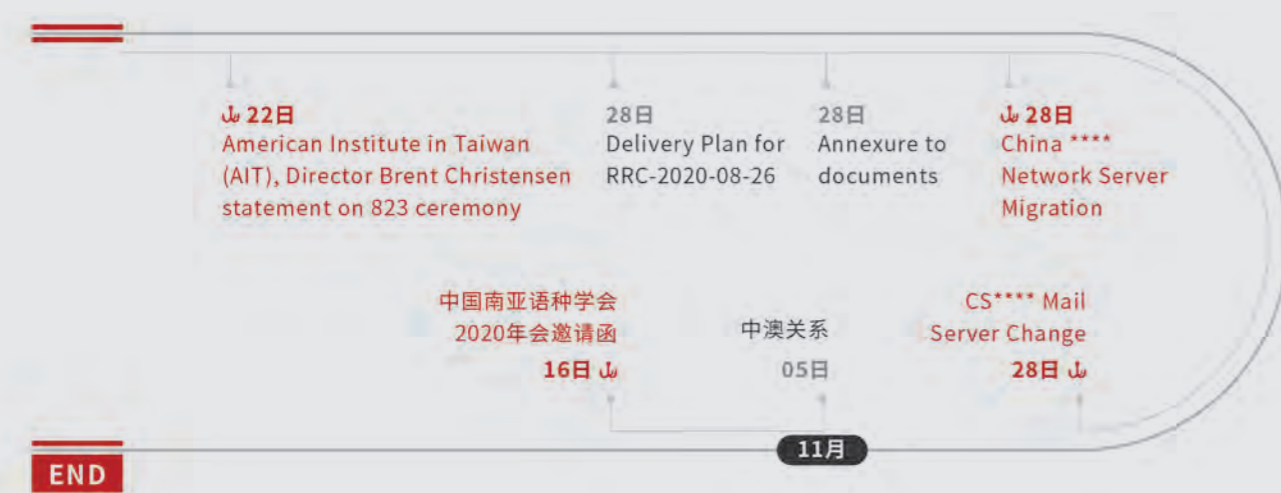 22日
American Institute in Taiwan
(AIT), Director Brent Christensen
statement on 823 ceremony
28日
Delivery Plan for
RRC-2020-08-26
28日
Annexure to
documents
28日
China ****
Network Server
Migration
CS**** Mail
Server Change
28日
中澳关系
05日
中国南亚语种学会
2020年会邀请函
16日
11月
END